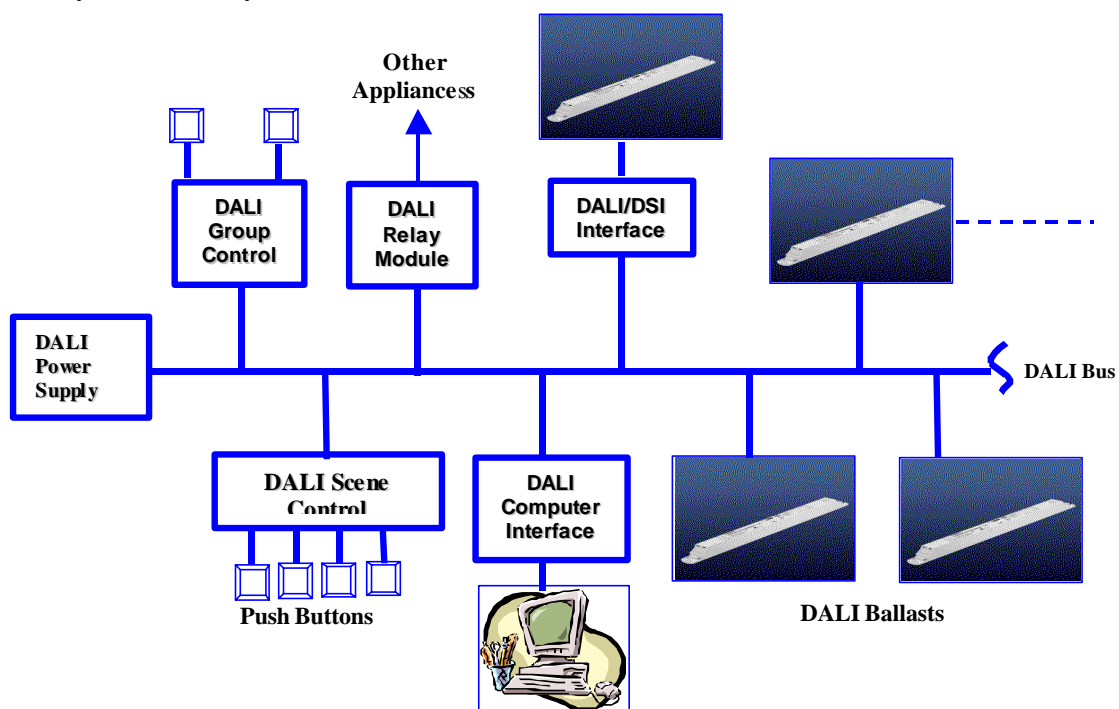 Other
Appliancess
DALI
Group
Control
DALI
Relay
Module
DALI/DSI
Interface
DALI
Power
Supply
DALI Bus
DALI Scene
Control
DALI
Computer
Interface
Push Buttons
DALI Ballasts